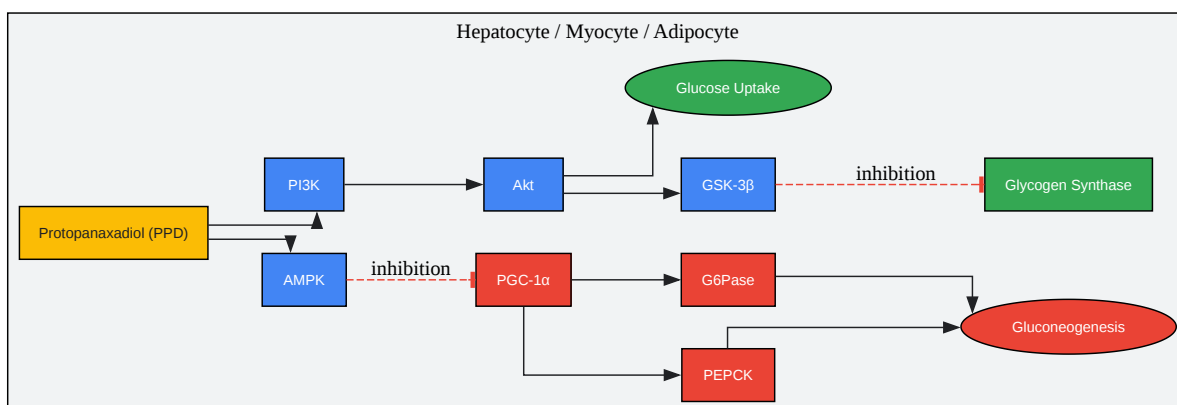 Hepatocyte / Myocyte / Adipocyte
Glucose Uptake
PI3K
Akt
GSK-3β
inhibition
Glycogen Synthase
Protopanaxadiol (PPD)
AMPK
inhibition
PGC-1α
G6Pase
Gluconeogenesis
PEPCK